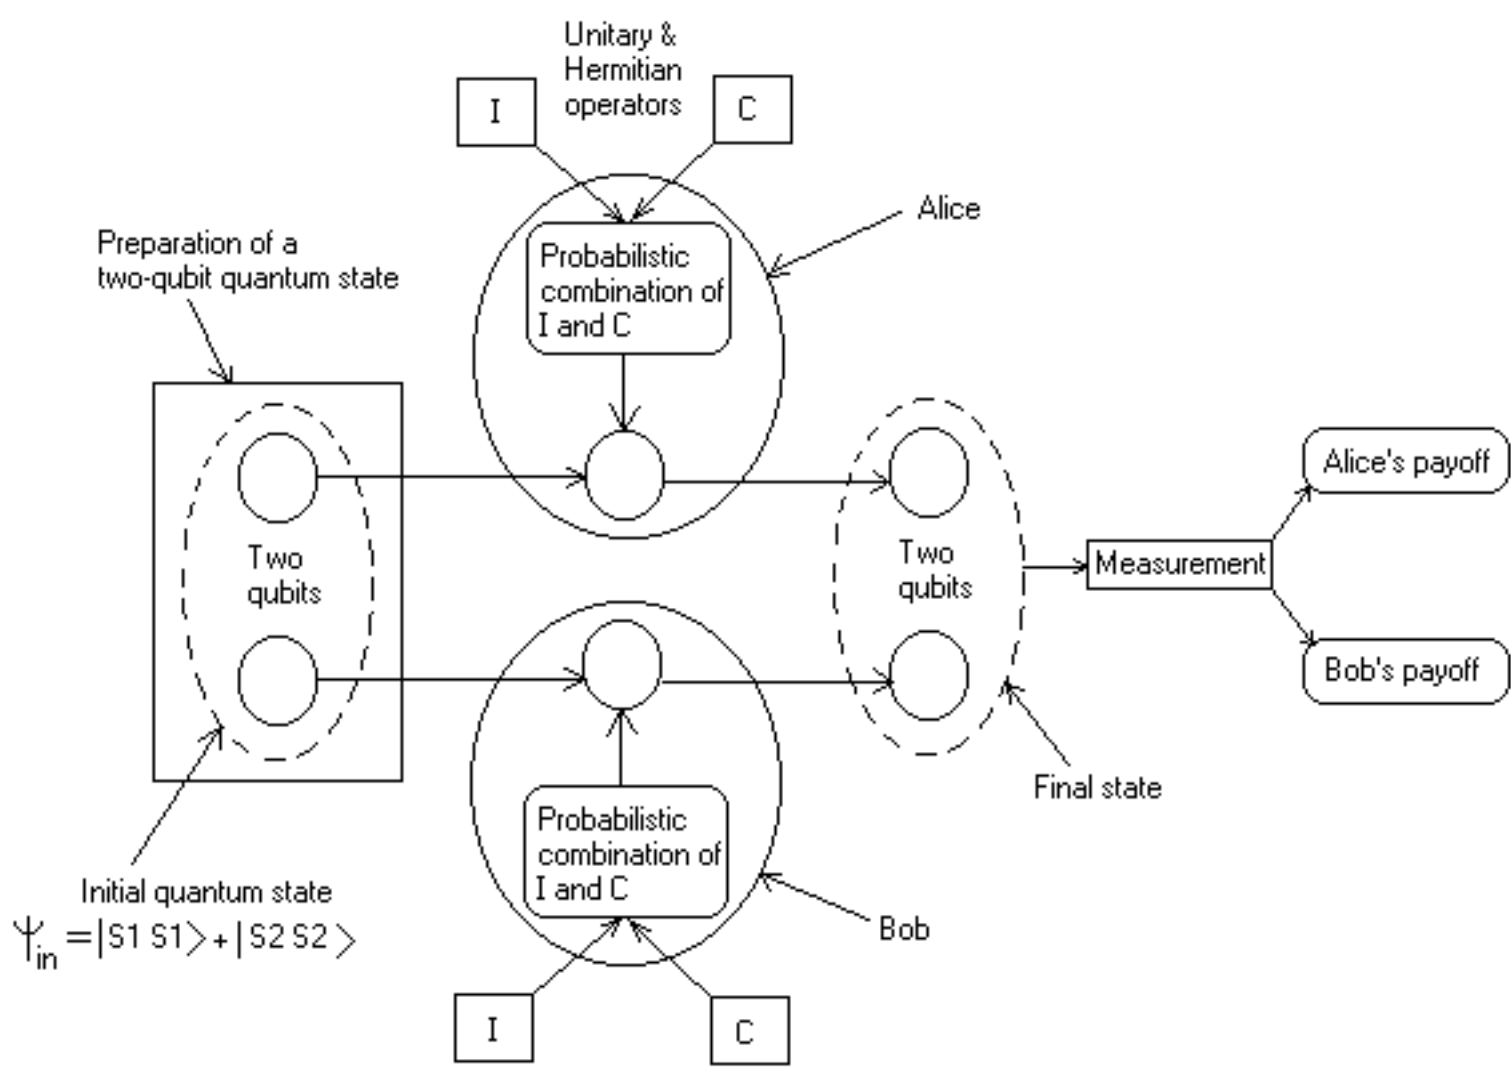 Unitary &
Hermitian
operators
I
C
Alice
Probabilistic
combination of
I and C
Preparation of a
two-qubit quantum state
Two
qubits
Two
qubits
Measurement
Alice's payoff
Bob's payoff
Final state
Probabilistic
combination of
I and C
Bob
Initial quantum state
Ψin =|S1 S1⟩+|S2 S2⟩
I
C